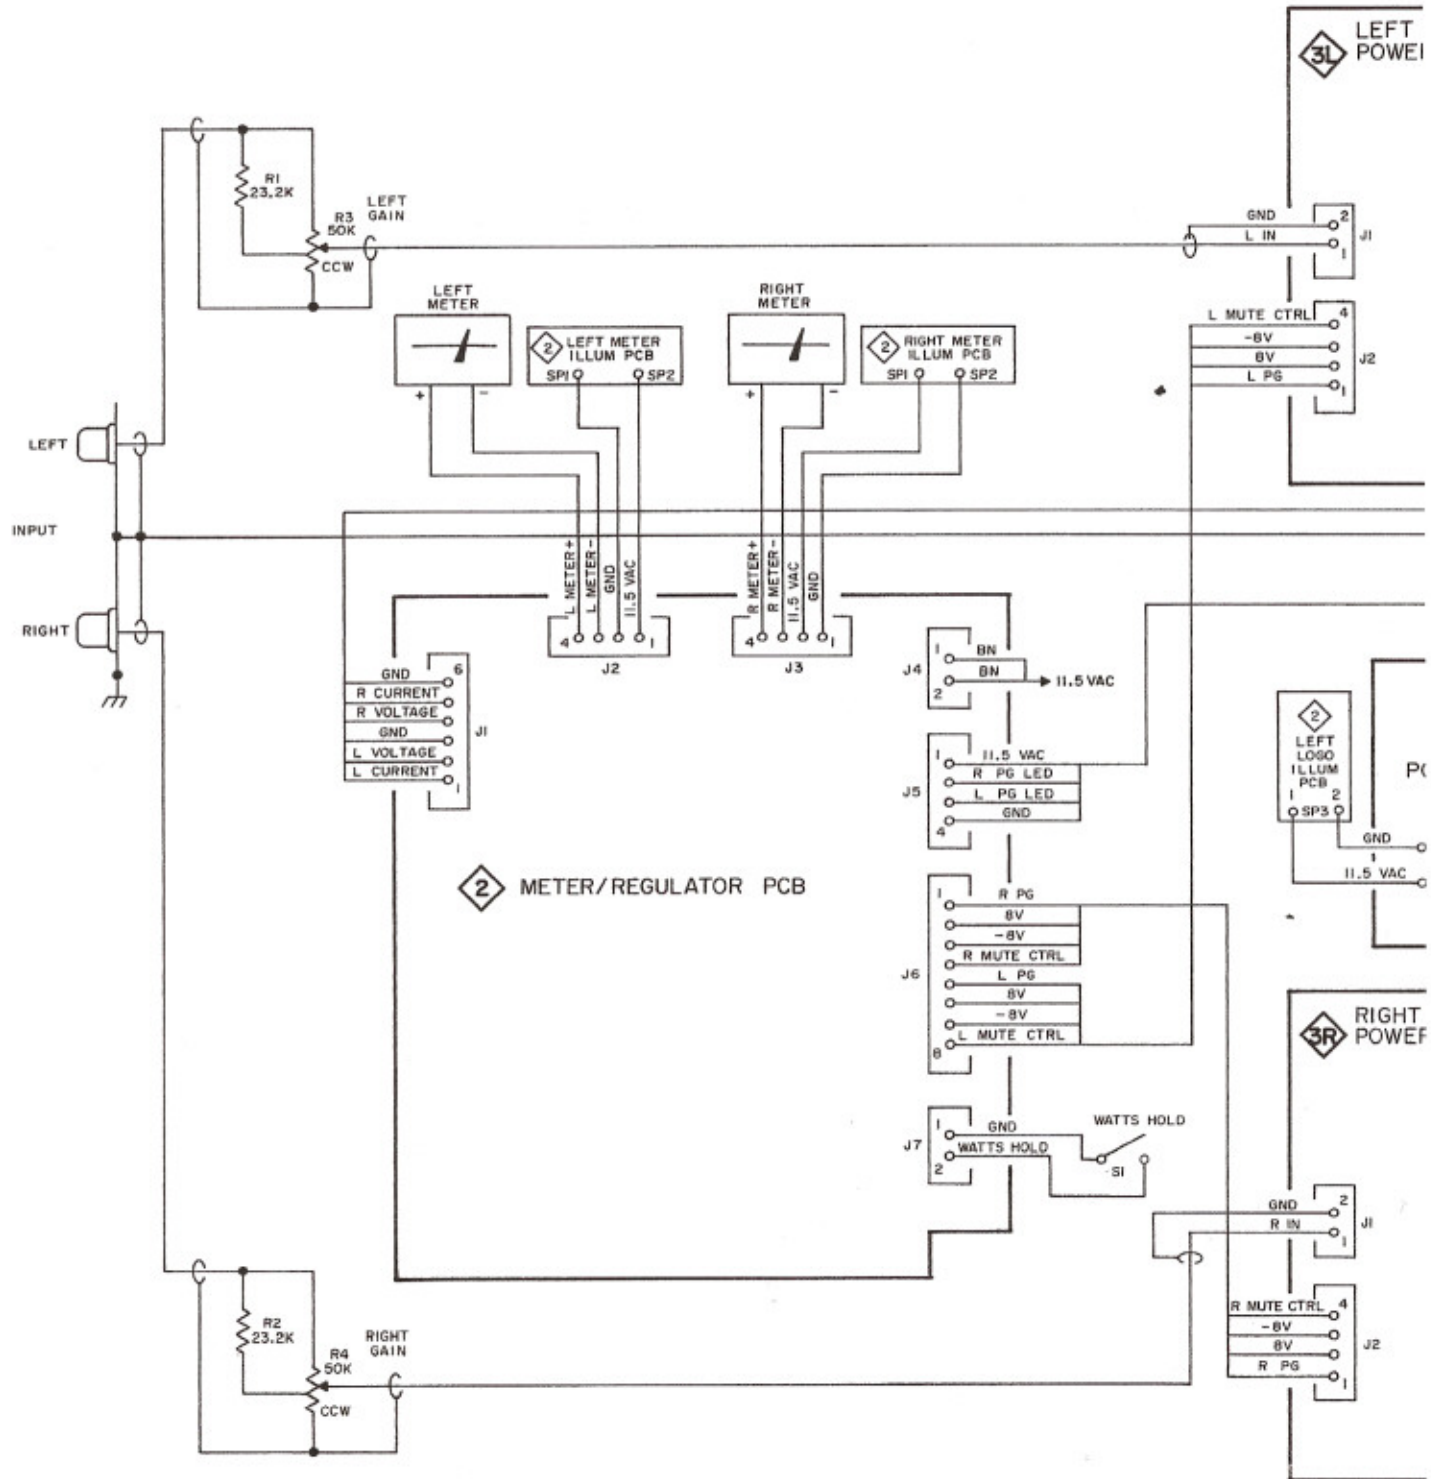 3L
LEFT
POWE
R1
23.2K
LEFT
GAIN
R3
50K
CCW
GND
2
L IN
1
J1
L MUTE CTRL
4
-8V
8V
J2
L PG
1
LEFT
METER
+
-
2
LEFT METER
ILLUM PCB
SP1
SP2
RIGHT
METER
+
-
2
RIGHT METER
ILLUM PCB
SP1
SP2
LEFT
INPUT
RIGHT
L METER+
L METER-
GND
11.5 VAC
4
1
J2
R METER+
R METER-
11.5 VAC
GND
4
1
J3
GND
6
R CURRENT
R VOLTAGE
J1
GND
L VOLTAGE
L CURRENT
1
J4
1
BN
2
BN
11.5 VAC
J5
1
11.5 VAC
R PG LED
L PG LED
4
GND
2
LEFT
LOGO
ILLUM
PCB
1
2
SP3
GND
11.5 VAC
2
METER/REGULATOR PCB
J6
1
R PG
8V
-8V
R MUTE CTRL
L PG
8V
-8V
8
L MUTE CTRL
J7
1
GND
2
WATTS HOLD
WATTS HOLD
S1
3R
RIGHT
POWER
GND
2
R IN
1
J1
R MUTE CTRL
4
-8V
8V
J2
R PG
1
R2
23.2K
RIGHT
GAIN
R4
50K
CCW